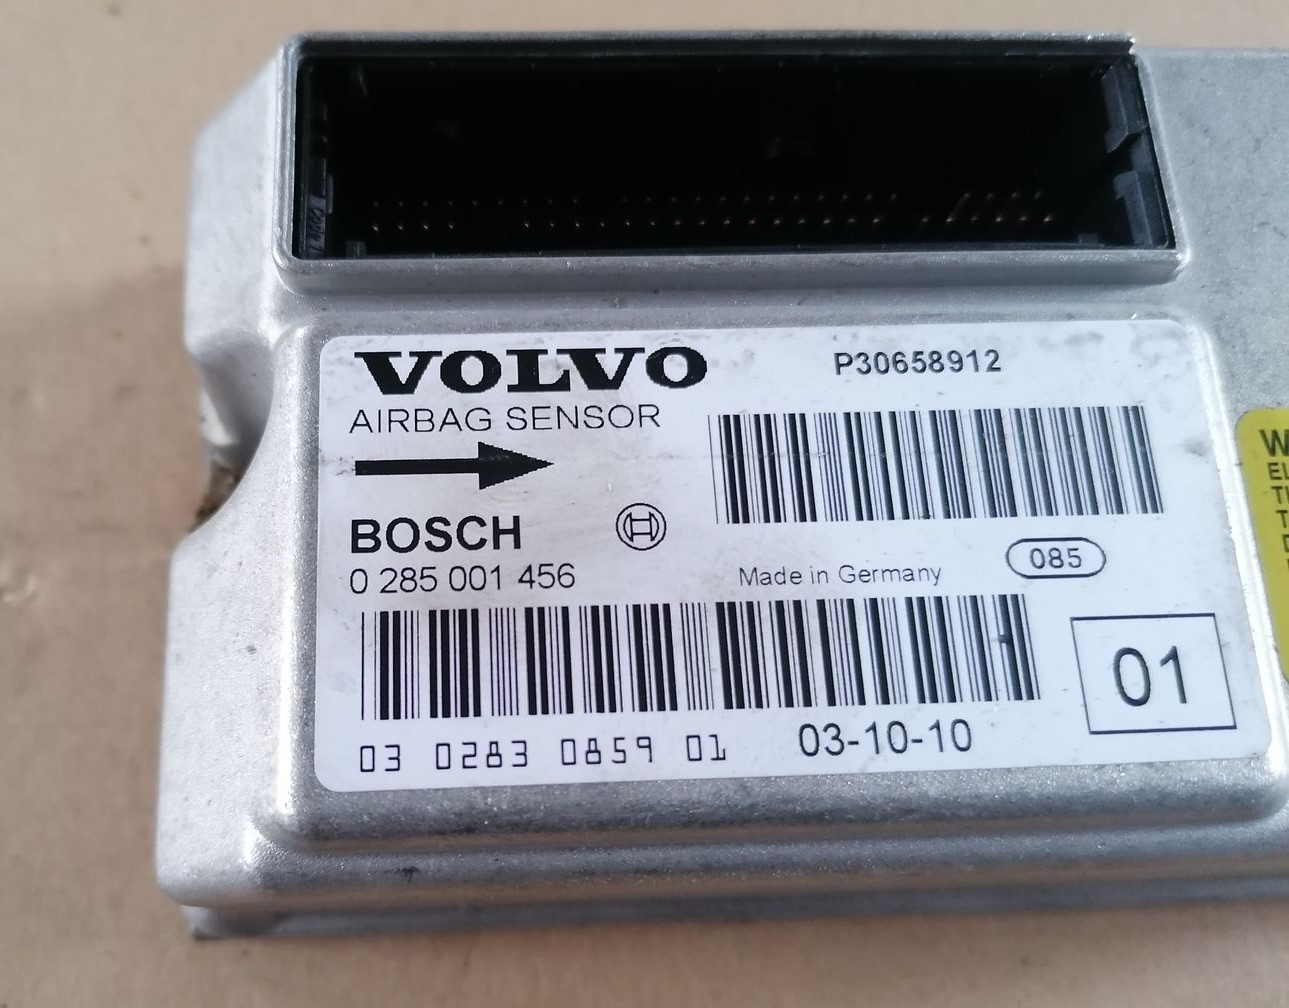 VOLVO
P30658912
AIRBAG SENSOR
BOSCH
0 285 001 456
Made in Germany
085
01
03 0283 0859 01
03-10-10